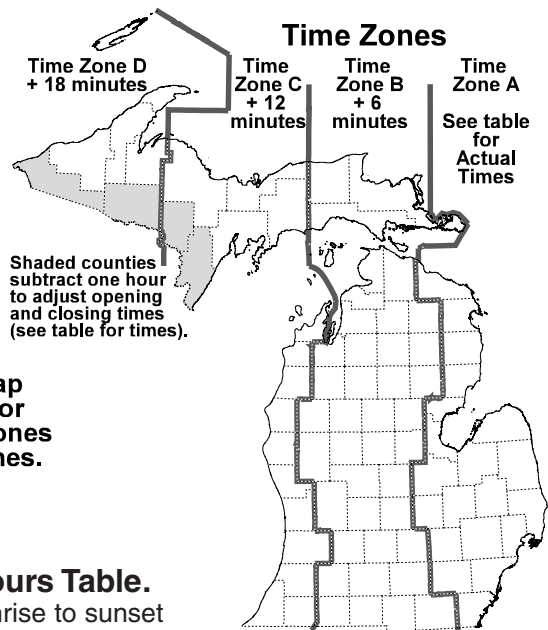 Time Zones
Time Zone D
+ 18 minutes
Time
Zone C
+ 12
minutes
Time
Zone B
+ 6
minutes
Time
Zone A
See table
for
Actual
Times
Shaded counties
subtract one hour
to adjust opening
and closing times
(see table for times).
ap
or
ones
nes.
ours Table.
nrise to sunset